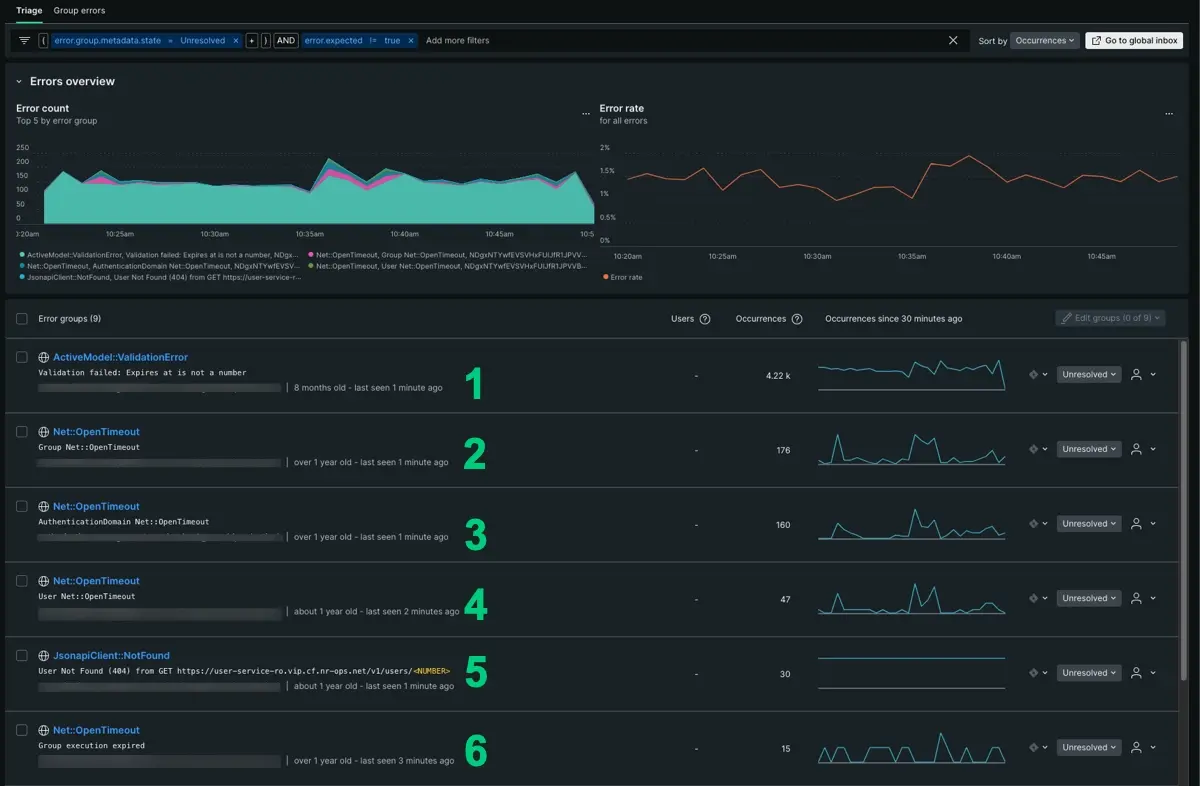 Triage Group errors
( error.group.metadata.state = Unresolved × + ) AND error.expected != true × Add more filters × Sort by Occurrences Go to global inbox
Errors overview
Error count
Top 5 by error group
...
250
200
150
100
50
0
:20am 10:25am 10:30am 10:35am 10:40am 10:45am 10:5
ActiveModel::ValidationError, Validation failed: Expires at is not a number, NDgx...
Net::OpenTimeout, Group Net::OpenTimeout,
Net::OpenTimeout, AuthenticationDomain Net::OpenTimeout,
Net::OpenTimeout, User Net::OpenTimeout,
JsonapiClient::NotFound, User Not Found (404) from GET https://user-service-r...
Error rate
for all errors
...
2%
1.5%
1%
0.5%
0%
10:20am 10:25am 10:30am 10:35am 10:40am 10:45am
Error rate
Error groups (9) Users ? Occurrences ? Occurrences since 30 minutes ago Edit groups (0 of 9)
ActiveModel::ValidationError
Validation failed: Expires at is not a number
8 months old - last seen 1 minute ago
1
4.22 k
Unresolved
Net::OpenTimeout
Group Net::OpenTimeout
over 1 year old - last seen 1 minute ago
2
176
Unresolved
Net::OpenTimeout
AuthenticationDomain Net::OpenTimeout
over 1 year old - last seen 1 minute ago
3
160
Unresolved
Net::OpenTimeout
User Net::OpenTimeout
about 1 year old - last seen 2 minutes ago
4
47
Unresolved
JsonapiClient::NotFound
User Not Found (404) from GET https://user-service-ro.vip.cf.nr-ops.net/v1/users/<NUMBER>
about 1 year old - last seen 1 minute ago
5
30
Unresolved
Net::OpenTimeout
Group execution expired
over 1 year old - last seen 3 minutes ago
6
15
Unresolved